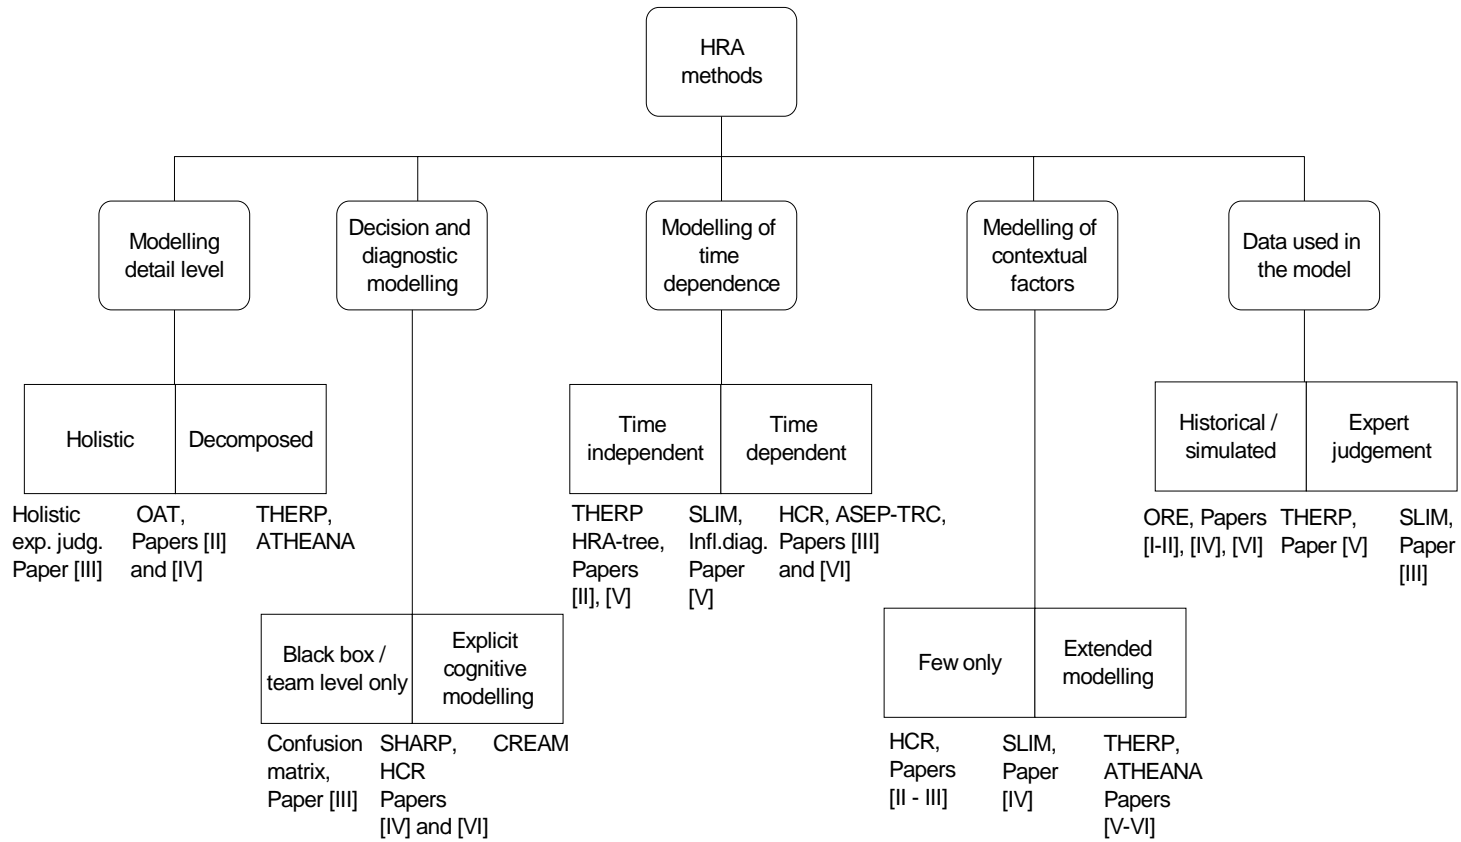 HRA
methods
Modelling
detail level
Decision and
diagnostic
modelling
Modelling of
time
dependence
Medelling of
contextual
factors
Data used in
the model
Holistic
Decomposed
Holistic
exp. judg.
Paper [III]
OAT,
Papers [II]
and [IV]
THERP,
ATHEANA
Time
independent
Time
dependent
THERP
HRA-tree,
Papers
[II], [V]
SLIM,
Infl.diag.
Paper
[V]
HCR, ASEP-TRC,
Papers [III]
and [VI]
Historical /
simulated
Expert
judgement
ORE, Papers
[I-II], [IV], [VI]
THERP,
Paper [V]
SLIM,
Paper
[III]
Black box /
team level only
Explicit
cognitive
modelling
Confusion
matrix,
Paper [III]
SHARP,
HCR
Papers
[IV] and [VI]
CREAM
Few only
Extended
modelling
HCR,
Papers
[II - III]
SLIM,
Paper
[IV]
THERP,
ATHEANA
Papers
[V-VI]